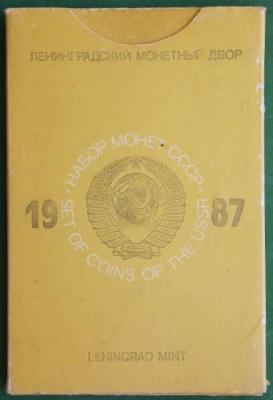 ЛЕНИНГРАДСКИЙ МОНЕТНЫЙ ДВОР
· НАБОР МОНЕТ СССР ·
19 87
SET OF COINS OF THE USSR
LENINGRAD MINT